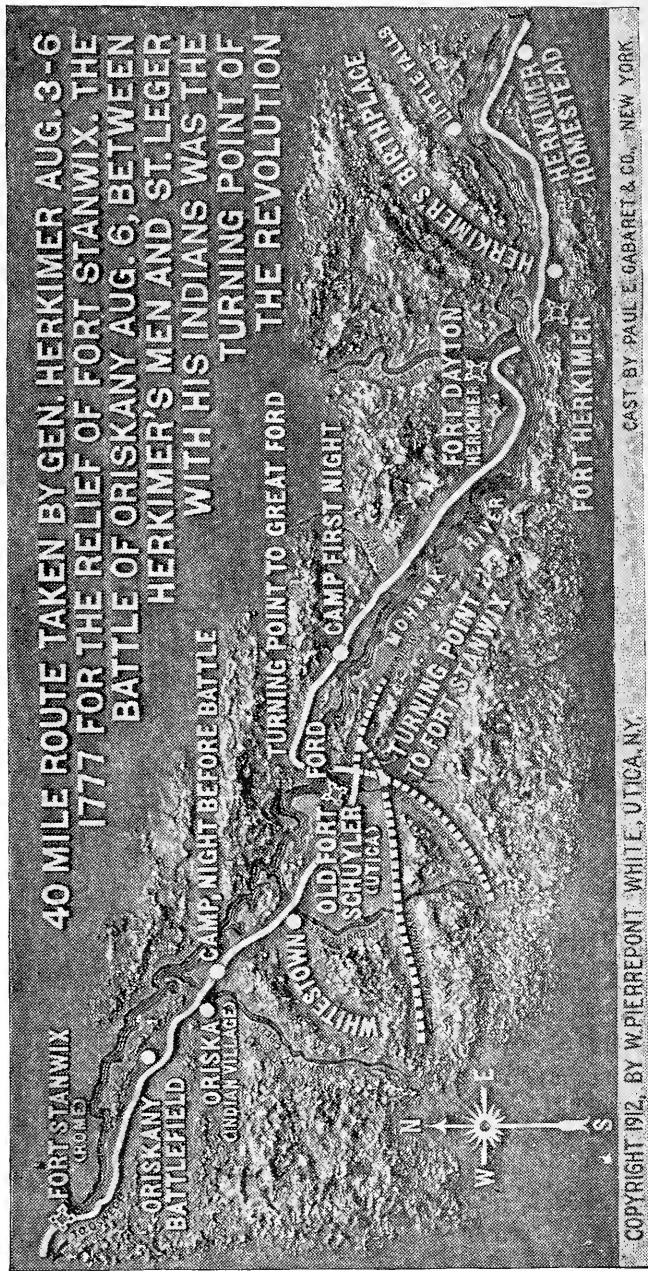 40 MILE ROUTE TAKEN BY GEN. HERKIMER AUG. 3-6
1777 FOR THE RELIEF OF FORT STANWIX. THE
BATTLE OF ORISKANY AUG. 6, BETWEEN
HERKIMER'S MEN AND ST. LEGER
WITH HIS INDIANS WAS THE
TURNING POINT OF
THE REVOLUTION
FORT STANWIX
(ROME)
ORISKANY
BATTLEFIELD
ORISKA
(INDIAN VILLAGE)
CAMP, NIGHT BEFORE BATTLE
WHITESTOWN
OLD FORT
SCHUYLER
(UTICA)
FORD
TURNING POINT TO GREAT FORD
CAMP FIRST NIGHT
MOHAWK RIVER
TURNING POINT
TO FORT STANWIX
FORT DAYTON
HERKIMER
FORT HERKIMER
HERKIMER'S BIRTHPLACE
LITTLE FALLS
HERKIMER
HOMESTEAD
N
W E
S
COPYRIGHT 1912, BY W. PIERREPONT WHITE, UTICA, N.Y. CAST BY PAUL E. GABARET & CO., NEW YORK.